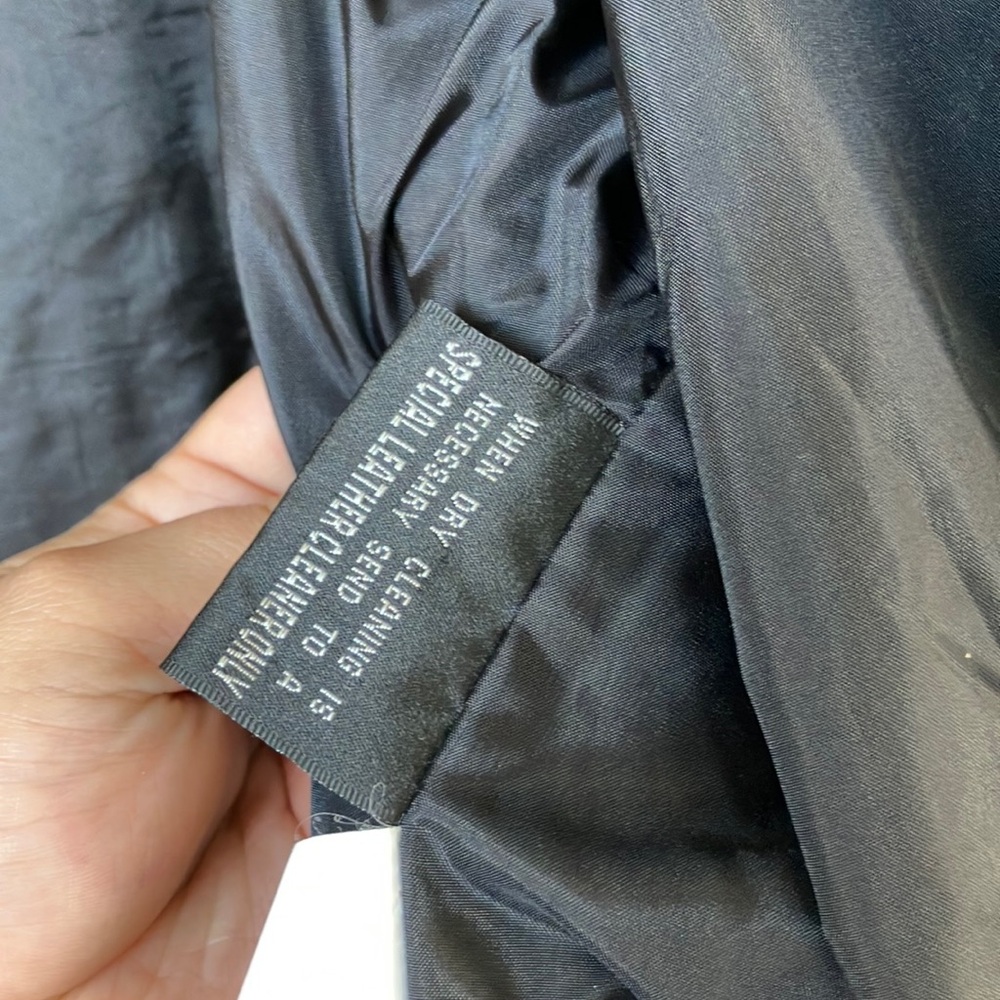 WHEN DRY CLEANING IS
NECESSARY SEND TO A
SPECIAL LEATHER CLEANER ONLY